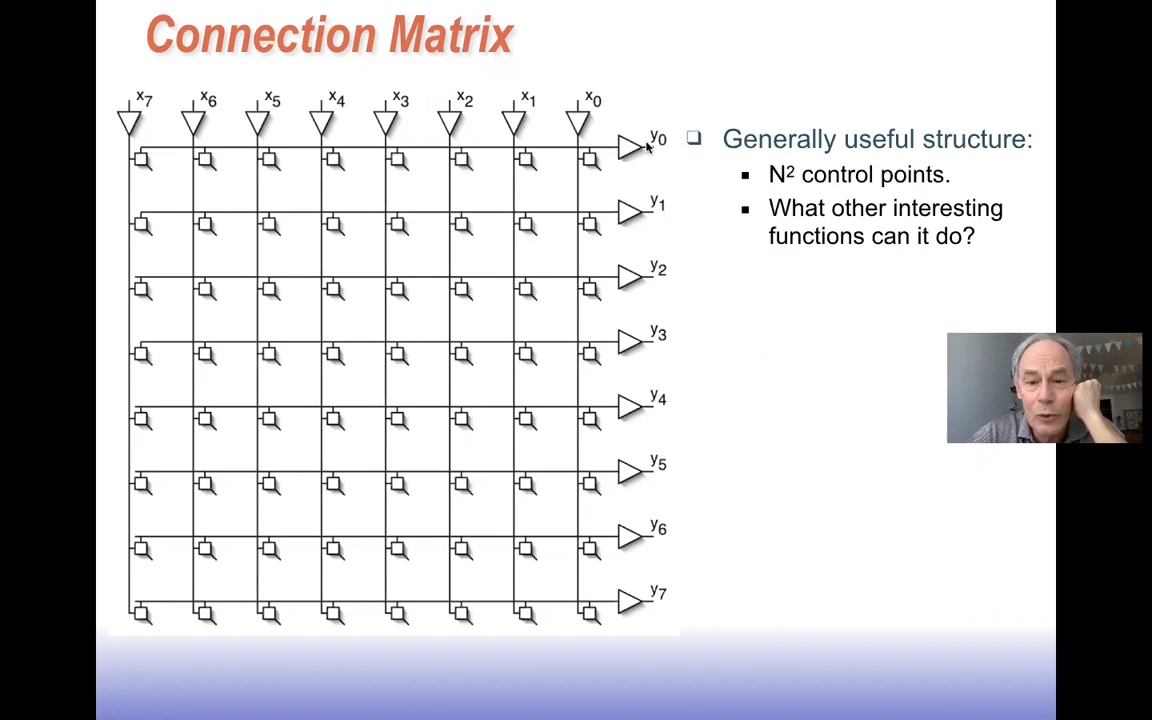 Connection Matrix
x7 x6 x5 x4 x3 x2 x1 x0
y0
y1
y2
y3
y4
y5
y6
y7
Generally useful structure:
N² control points.
What other interesting
functions can it do?